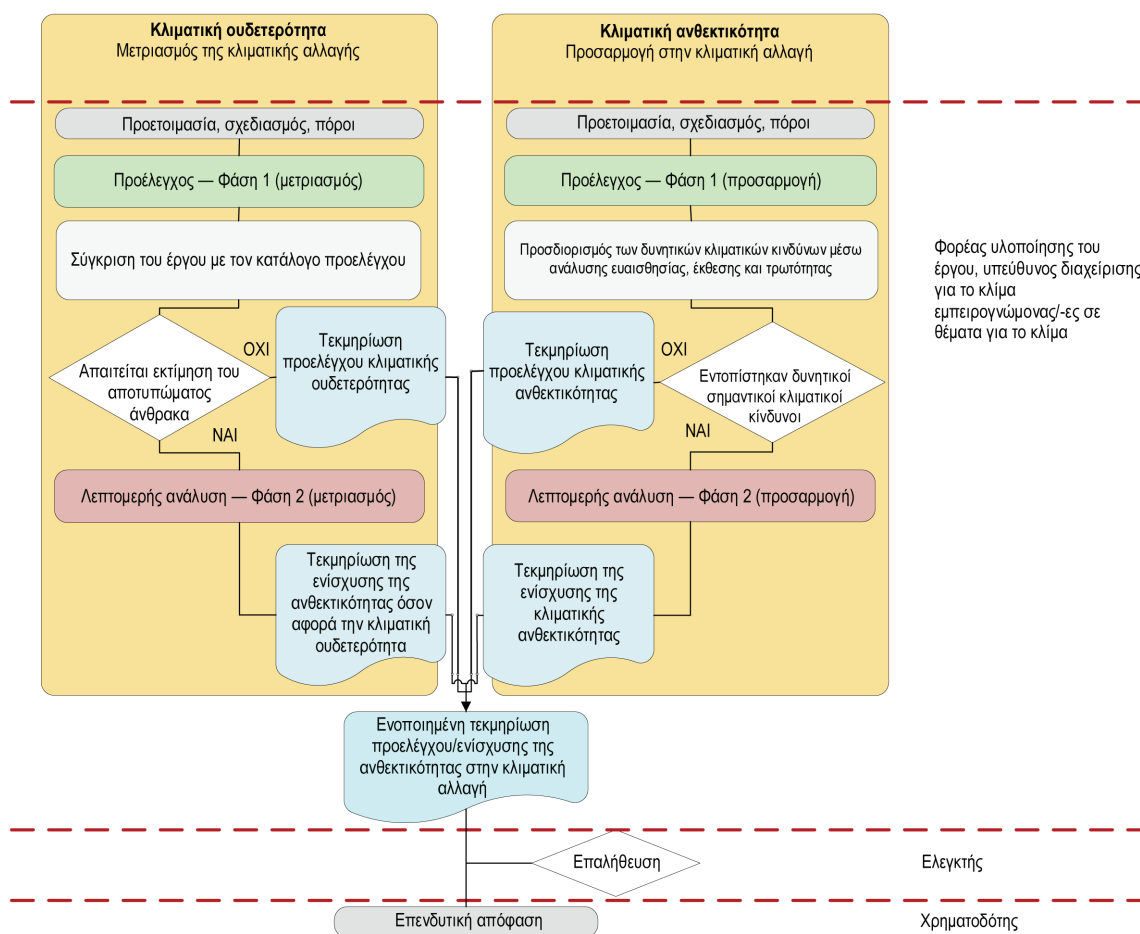 Κλιματική ουδετερότητα
Μετριασμός της κλιματικής αλλαγής
Προετοιμασία, σχεδιασμός, πόροι
Προέλεγχος — Φάση 1 (μετριασμός)
Σύγκριση του έργου με τον κατάλογο προελέγχου
Απαιτείται εκτίμηση του
αποτυπώματος
άνθρακα
ΟΧΙ
Τεκμηρίωση
προελέγχου κλιματικής
ουδετερότητας
ΝΑΙ
Λεπτομερής ανάλυση — Φάση 2 (μετριασμός)
Τεκμηρίωση της
ενίσχυσης της
ανθεκτικότητας όσον
αφορά την κλιματική
ουδετερότητα
Κλιματική ανθεκτικότητα
Προσαρμογή στην κλιματική αλλαγή
Προετοιμασία, σχεδιασμός, πόροι
Προέλεγχος — Φάση 1 (προσαρμογή)
Προσδιορισμός των δυνητικών κλιματικών κινδύνων μέσω
ανάλυσης ευαισθησίας, έκθεσης και τρωτότητας
Τεκμηρίωση
προελέγχου κλιματικής
ανθεκτικότητας
ΟΧΙ
Εντοπίστηκαν δυνητικοί
σημαντικοί κλιματικοί
κίνδυνοι
ΝΑΙ
Λεπτομερής ανάλυση — Φάση 2 (προσαρμογή)
Τεκμηρίωση της
ενίσχυσης της
κλιματικής
ανθεκτικότητας
Φορέας υλοποίησης του
έργου, υπεύθυνος διαχείρισης
για το κλίμα
εμπειρογνώμονας/-ες σε
θέματα για το κλίμα
Ενοποιημένη τεκμηρίωση
προελέγχου/ενίσχυσης της
ανθεκτικότητας στην κλιματική
αλλαγή
Επαλήθευση
Ελεγκτής
Επενδυτική απόφαση
Χρηματοδότης